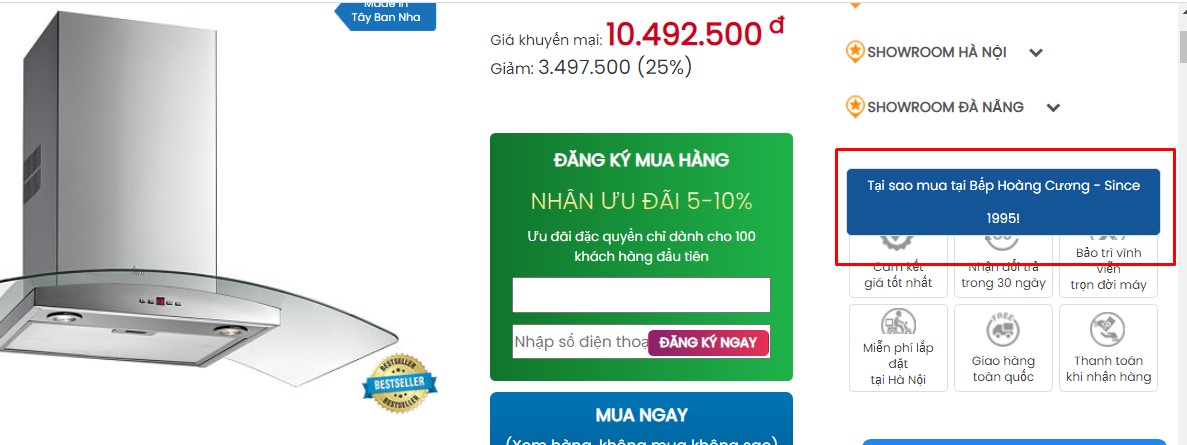 Made in
Tây Ban Nha
Giá khuyến mại: 10.492.500 đ
Giảm: 3.497.500 (25%)
ĐĂNG KÝ MUA HÀNG
NHẬN ƯU ĐÃI 5-10%
Ưu đãi đặc quyền chỉ dành cho 100
khách hàng đầu tiên
Nhập số điện thoạ
ĐĂNG KÝ NGAY
MUA NGAY
(Xem hàng, không mua không sao)
BESTSELLER
BESTSELLER
BESTSELLER
SHOWROOM HÀ NỘI
SHOWROOM ĐÀ NẴNG
Tại sao mua tại Bếp Hoàng Cương - Since
1995!
Cam kết
giá tốt nhất
Nhận đổi trả
trong 30 ngày
Bảo trì vĩnh
viễn
trọn đời máy
Miễn phí lắp
đặt
tại Hà Nội
FREE
Giao hàng
toàn quốc
Thanh toán
khi nhận hàng